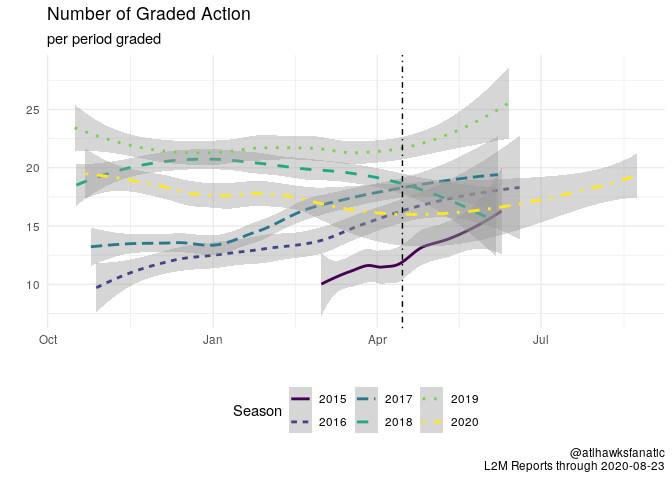 Number of Graded Action
per period graded
25
20
15
10
Oct
Jan
Apr
Jul
Season
2015
2017
2019
2016
2018
2020
@atlhawksfanatic
L2M Reports through 2020-08-23